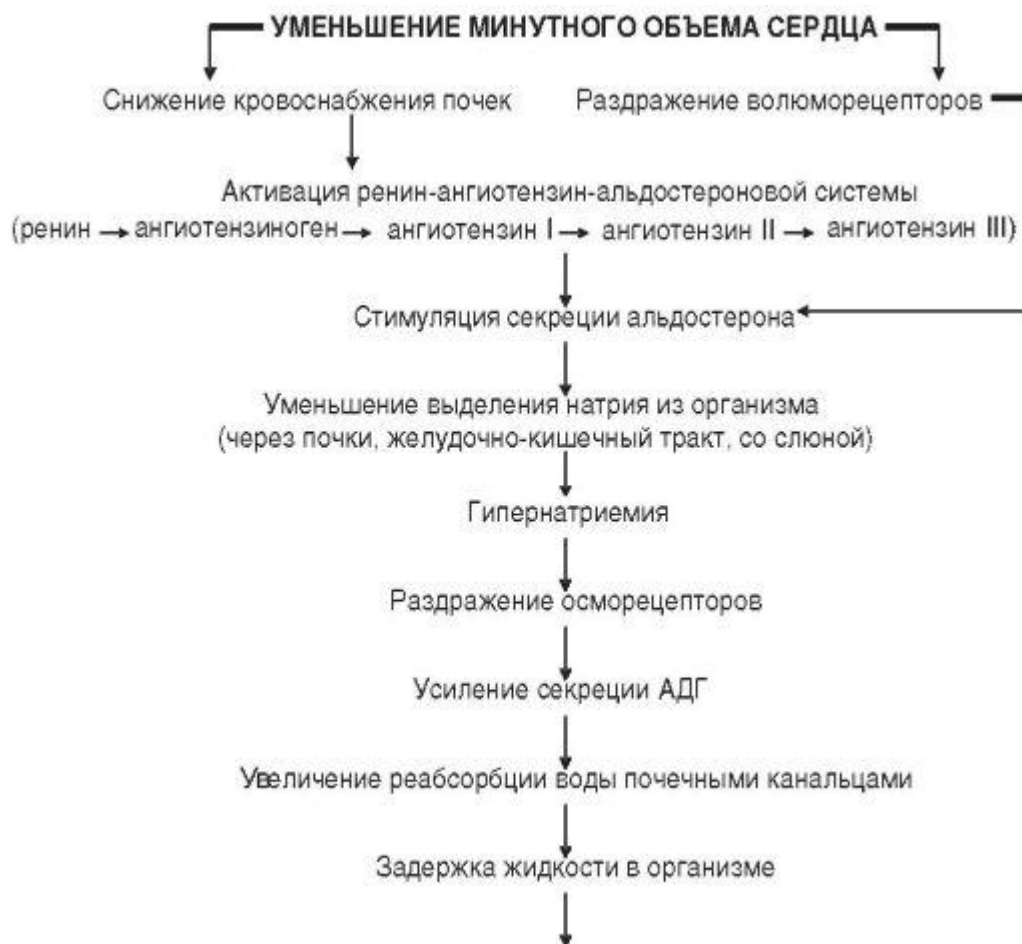 УМЕНЬШЕНИЕ МИНУТНОГО ОБЪЕМА СЕРДЦА
Снижение кровоснабжения почек Раздражение волюморецепторов
Активация ренин-ангиотензин-альдостероновой системы
(ренин → ангиотензиноген → ангиотензин I → ангиотензин II → ангиотензин III)
Стимуляция секреции альдостерона
Уменьшение выделения натрия из организма
(через почки, желудочно-кишечный тракт, со слюной)
Гипернатриемия
Раздражение осморецепторов
Усиление секреции АДГ
Увеличение реабсорбции воды почечными канальцами
Задержка жидкости в организме